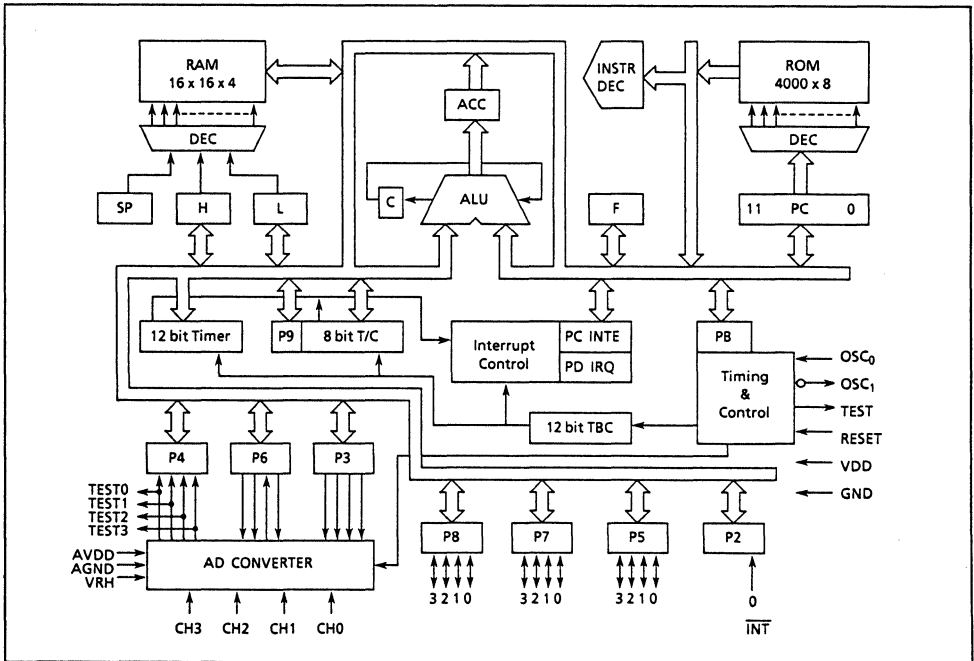 RAM
16 x 16 x 4
DEC
SP
H
L
ACC
C
ALU
INSTR
DEC
ROM
4000 x 8
DEC
F
11 PC 0
12 bit Timer
P9
8 bit T/C
Interrupt
Control
PC INTE
PD IRQ
PB
Timing
&
Control
OSC0
OSC1
TEST
RESET
VDD
GND
12 bit TBC
P4
P6
P3
TEST0
TEST1
TEST2
TEST3
AVDD
AGND
VRH
AD CONVERTER
CH3
CH2
CH1
CH0
P8
P7
P5
P2
3 2 1 0
3 2 1 0
3 2 1 0
0
INT